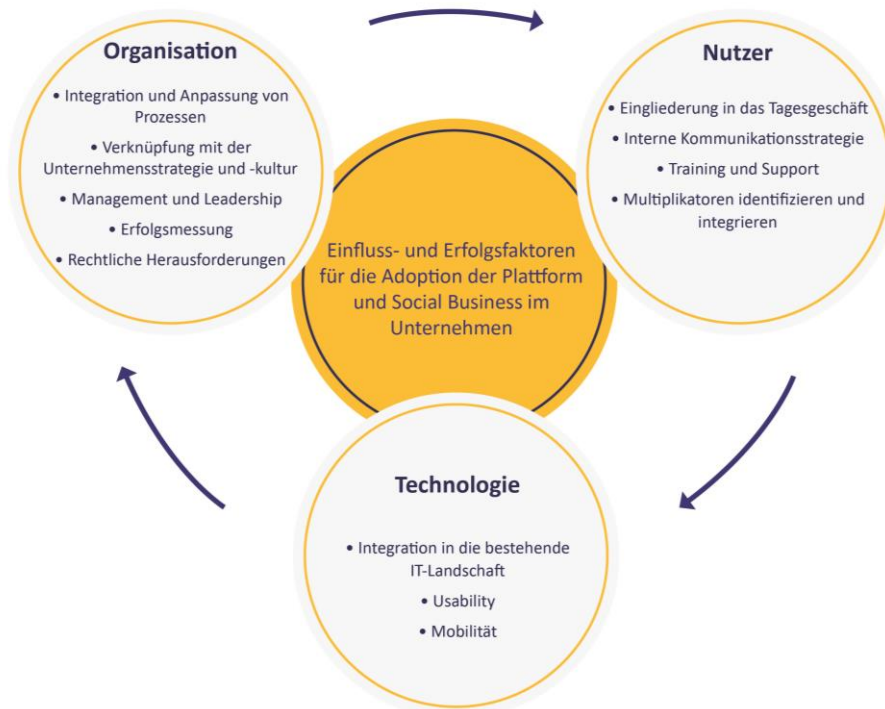 Organisation
• Integration und Anpassung von
Prozessen
• Verknüpfung mit der
Unternehmensstrategie und -kultur
• Management und Leadership
• Erfolgsmessung
• Rechtliche Herausforderungen
Nutzer
• Eingliederung in das Tagesgeschäft
• Interne Kommunikationsstrategie
• Training und Support
• Multiplikatoren identifizieren und
integrieren
Einfluss- und Erfolgsfaktoren
für die Adoption der Plattform
und Social Business im
Unternehmen
Technologie
• Integration in die bestehende
IT-Landschaft
• Usability
• Mobilität